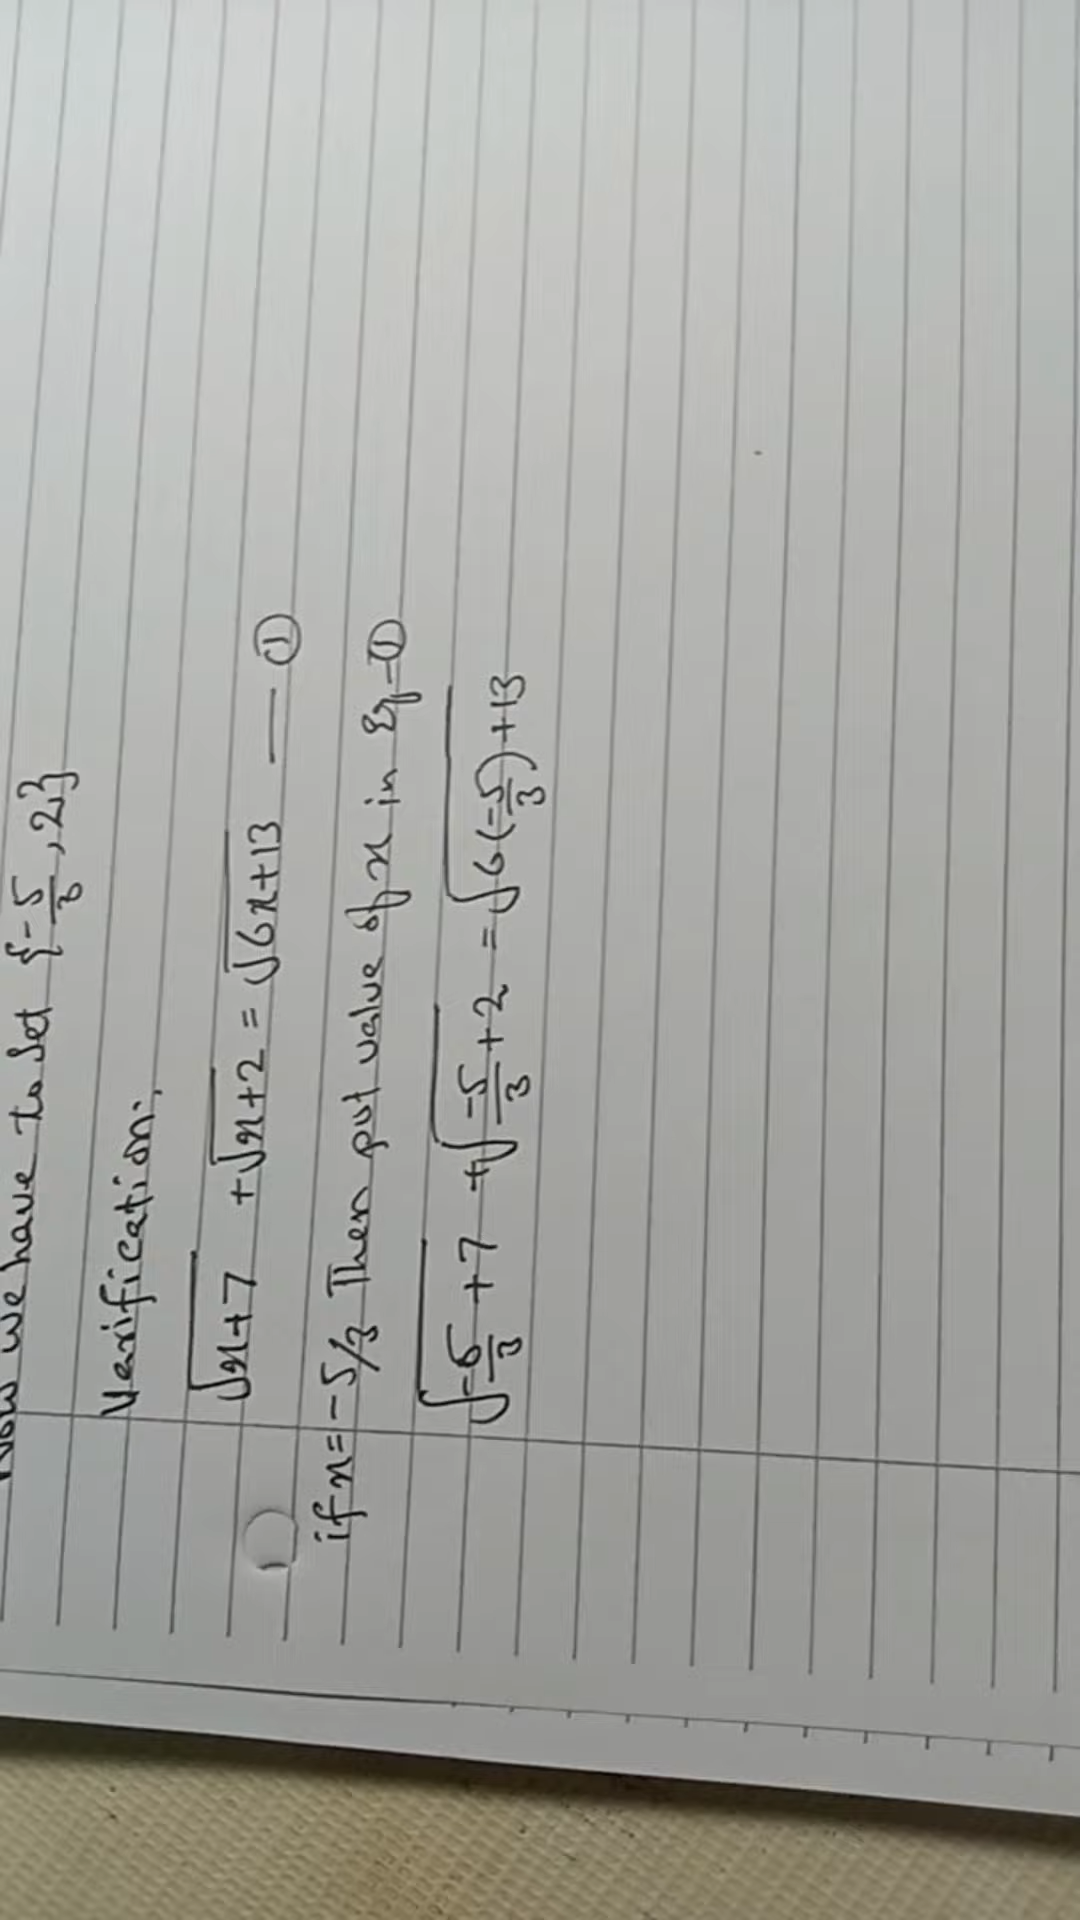 Now we have to Set {-5/3, 2}
Verification:
√x+7 + √x+2 = √6x+13 — ①
if x = -5/3 Then put value of x in Eq-①
√-5/3 +7 + √-5/3 +2 = √6(-5/3)+13